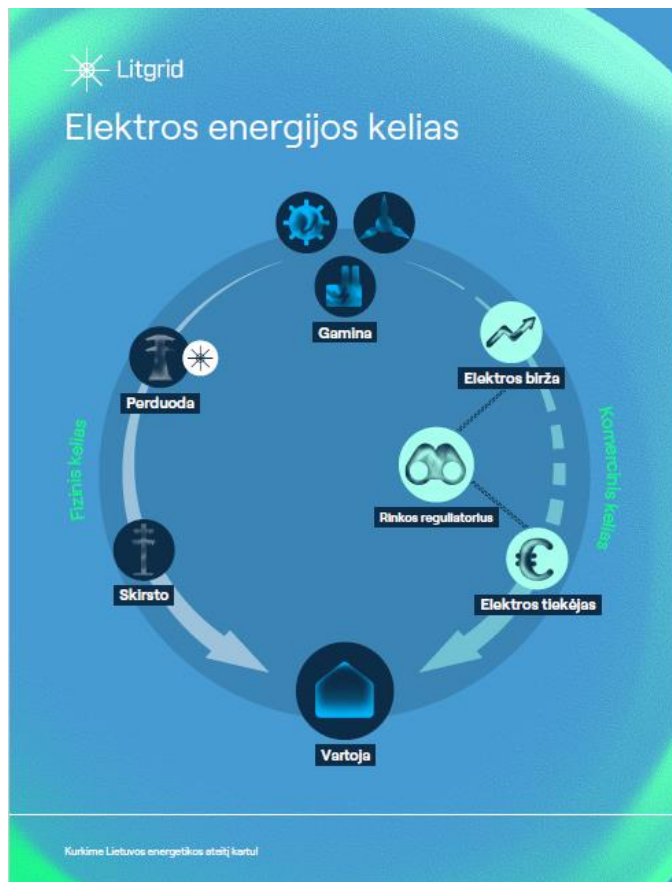 Litgrid
Elektros energijos kelias
Gamina
Perduoda
Elektros birža
Fizinis kelias
Komercinis kelias
Rinkos reguliatorius
Skirsto
Elektros tiekėjas
Vartoja
Kurkime Lietuvos energetikos ateitį kartu!